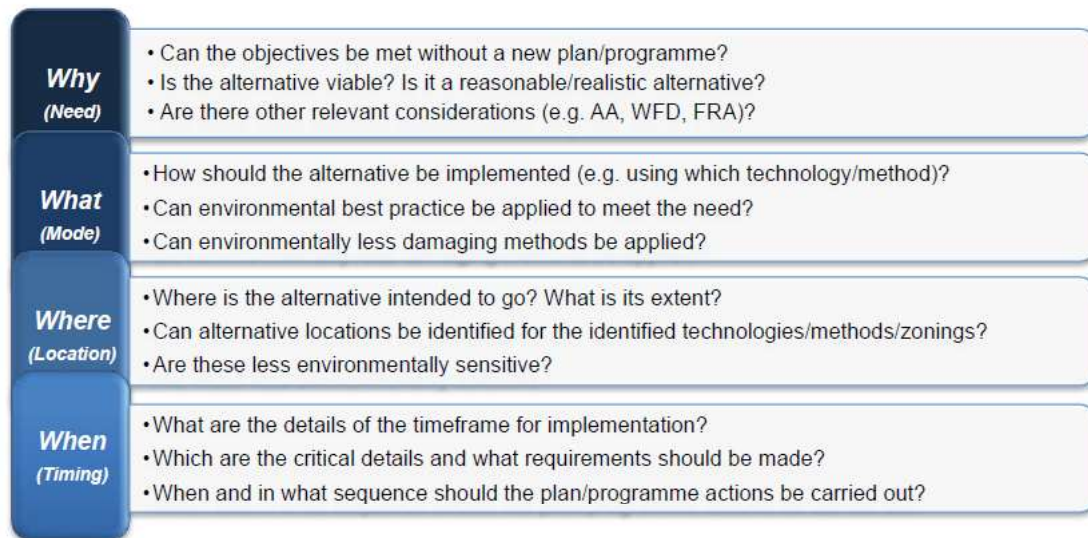 Why
(Need)
• Can the objectives be met without a new plan/programme?
• Is the alternative viable? Is it a reasonable/realistic alternative?
• Are there other relevant considerations (e.g. AA, WFD, FRA)?
What
(Mode)
•How should the alternative be implemented (e.g. using which technology/method)?
•Can environmental best practice be applied to meet the need?
•Can environmentally less damaging methods be applied?
Where
(Location)
•Where is the alternative intended to go? What is its extent?
•Can alternative locations be identified for the identified technologies/methods/zonings?
•Are these less environmentally sensitive?
When
(Timing)
•What are the details of the timeframe for implementation?
•Which are the critical details and what requirements should be made?
•When and in what sequence should the plan/programme actions be carried out?